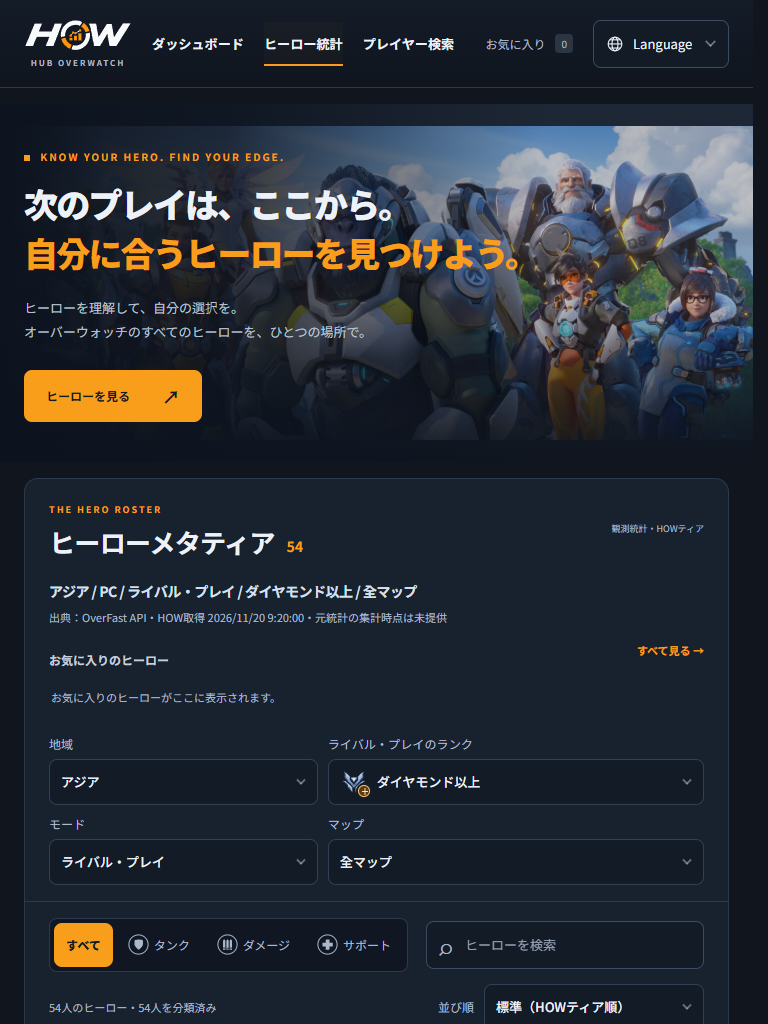 HOW
HUB OVERWATCH
ダッシュボード
ヒーロー統計
プレイヤー検索
お気に入り 0
Language
KNOW YOUR HERO. FIND YOUR EDGE.
次のプレイは、ここから。
自分に合うヒーローを見つけよう。
ヒーローを理解して、自分の選択を。
オーバーウォッチのすべてのヒーローを、ひとつの場所で。
ヒーローを見る ↗
THE HERO ROSTER
ヒーローメタティア 54
観測統計・HOWティア
アジア / PC / ライバル・プレイ / ダイヤモンド以上 / 全マップ
出典：OverFast API・HOW取得 2026/11/20 9:20:00・元統計の集計時点は未提供
お気に入りのヒーロー
すべて見る →
お気に入りのヒーローがここに表示されます。
地域
ライバル・プレイのランク
アジア
ダイヤモンド以上
モード
マップ
ライバル・プレイ
全マップ
すべて
タンク
ダメージ
サポート
ヒーローを検索
54人のヒーロー・54人を分類済み
並び順
標準（HOWティア順）